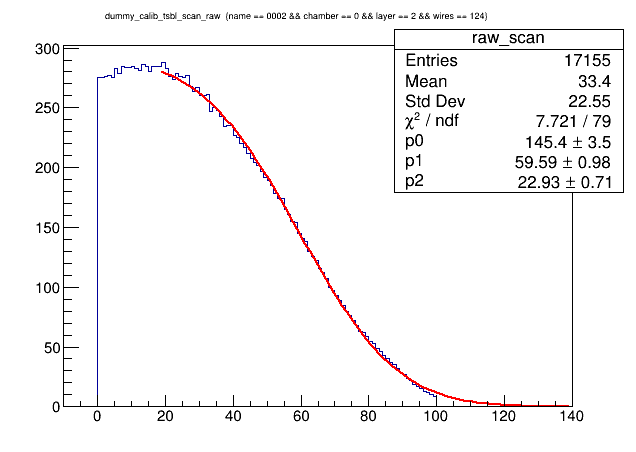 dummy_calib_tsbl_scan_raw (name == 0002 && chamber == 0 && layer == 2 && wires == 124)
raw_scan
Entries 17155
Mean 33.4
Std Dev 22.55
χ² / ndf 7.721 / 79
p0 145.4 ± 3.5
p1 59.59 ± 0.98
p2 22.93 ± 0.71
300
250
200
150
100
50
0
0 20 40 60 80 100 120 140